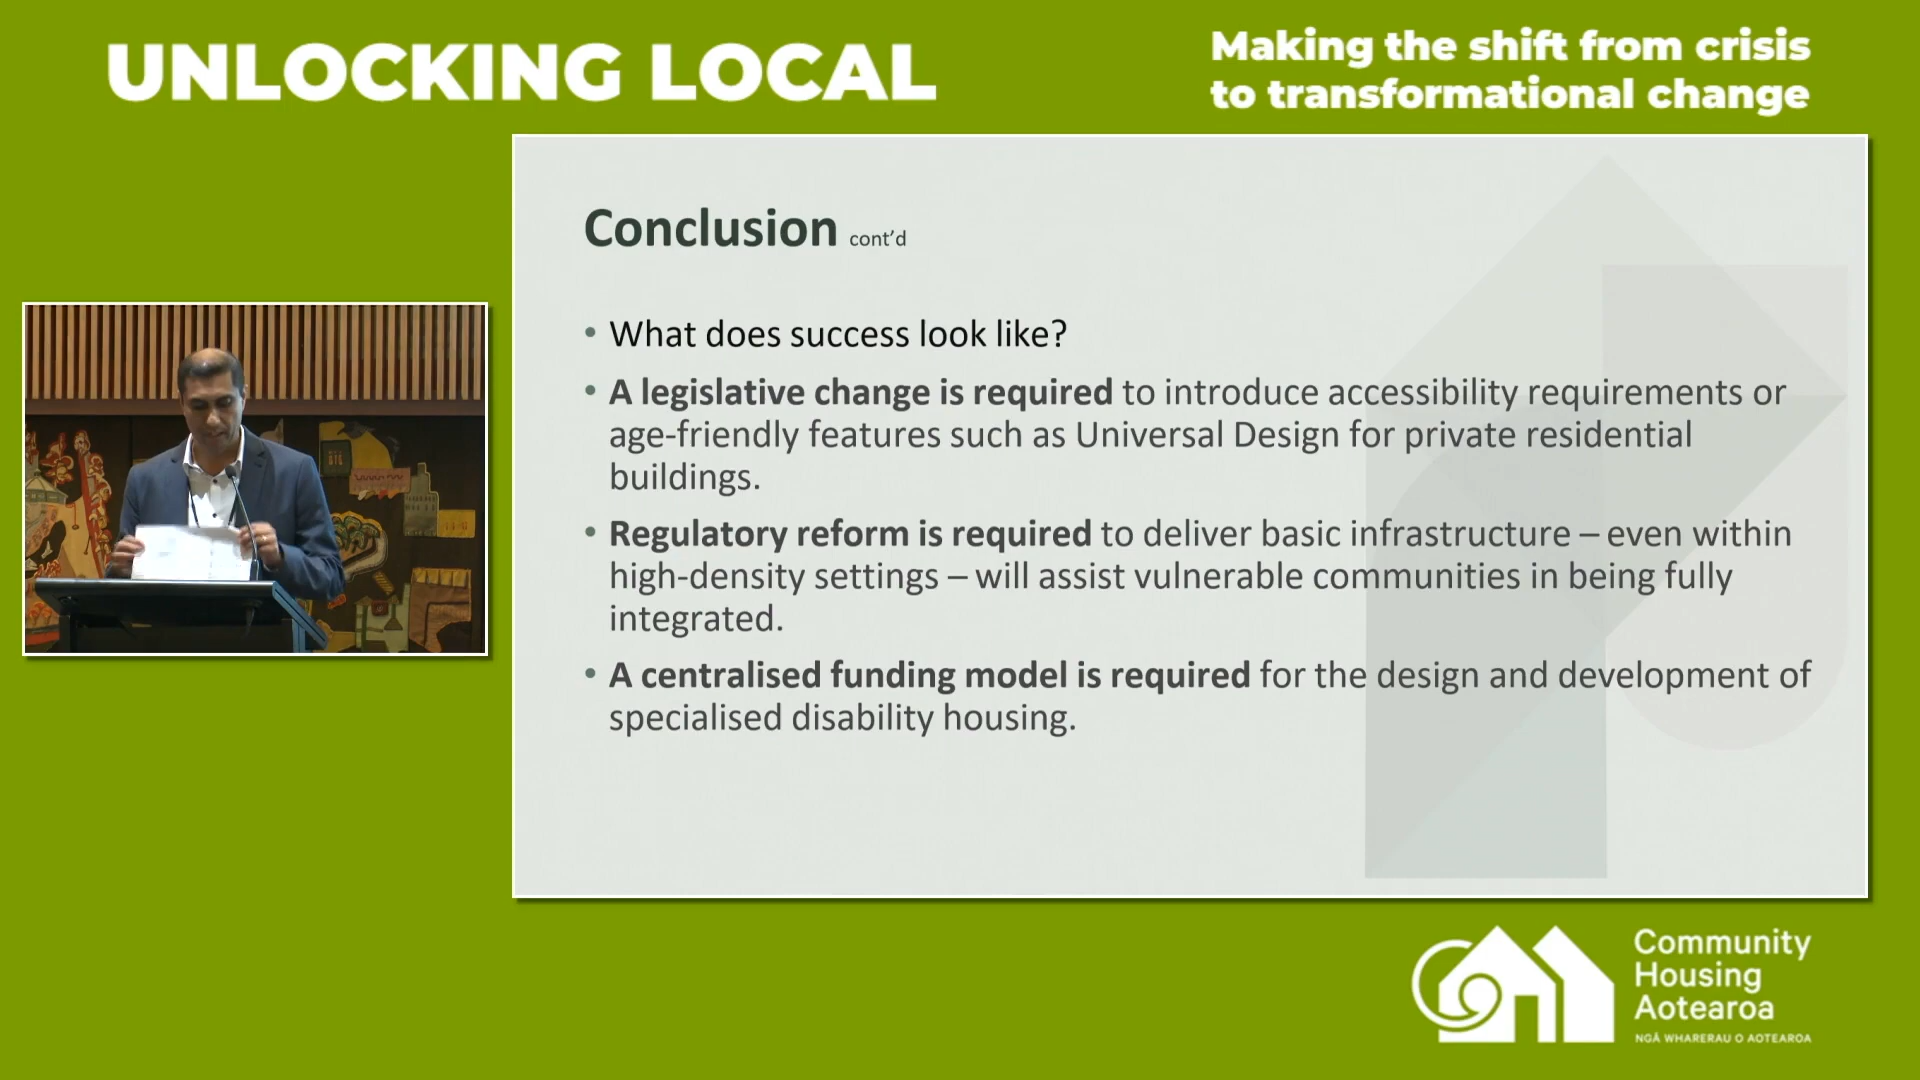 UNLOCKING LOCAL
Making the shift from crisis
to transformational change
Conclusion cont’d
• What does success look like?
• A legislative change is required to introduce accessibility requirements or
age-friendly features such as Universal Design for private residential
buildings.
• Regulatory reform is required to deliver basic infrastructure – even within
high-density settings – will assist vulnerable communities in being fully
integrated.
• A centralised funding model is required for the design and development of
specialised disability housing.
Community
Housing
Aotearoa
NGĀ WHARERAU O AOTEAROA